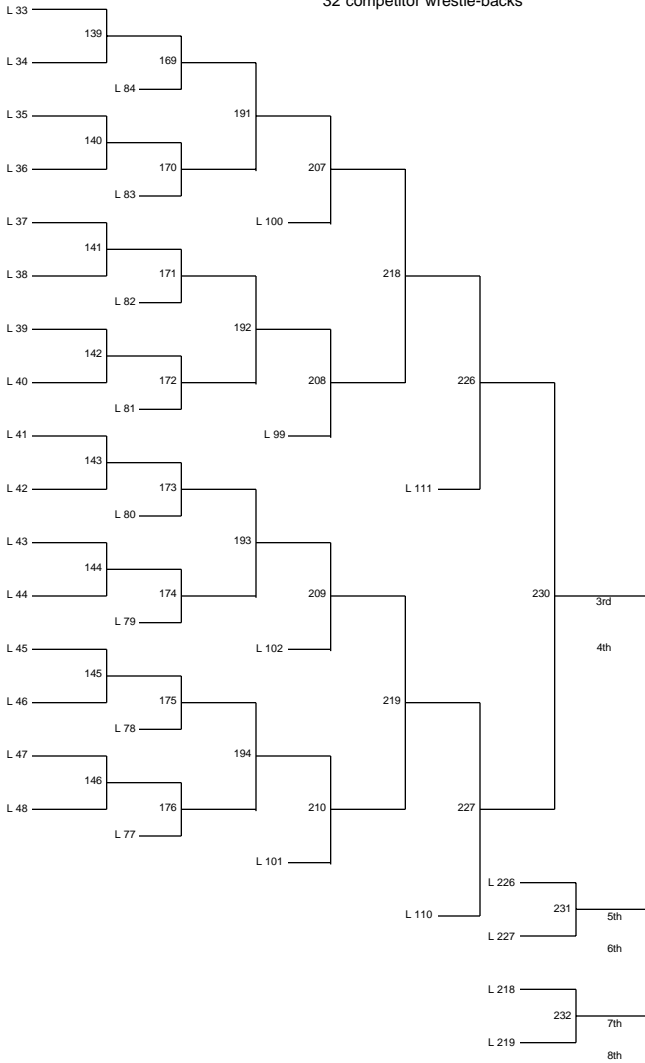 32 competitor wrestle-backs
L 33
139
L 34
169
L 84
L 35
191
140
L 36
170
207
L 83
L 37
L 100
141
L 38
171
218
L 82
L 39
192
142
L 40
172
208
226
L 81
L 41
L 99
143
L 42
173
L 111
L 80
L 43
193
144
L 44
174
209
230
3rd
L 79
L 45
L 102
4th
145
L 46
175
219
L 78
L 47
194
146
L 48
176
210
227
L 77
L 101
L 226
L 110
231
5th
L 227
6th
L 218
232
7th
L 219
8th